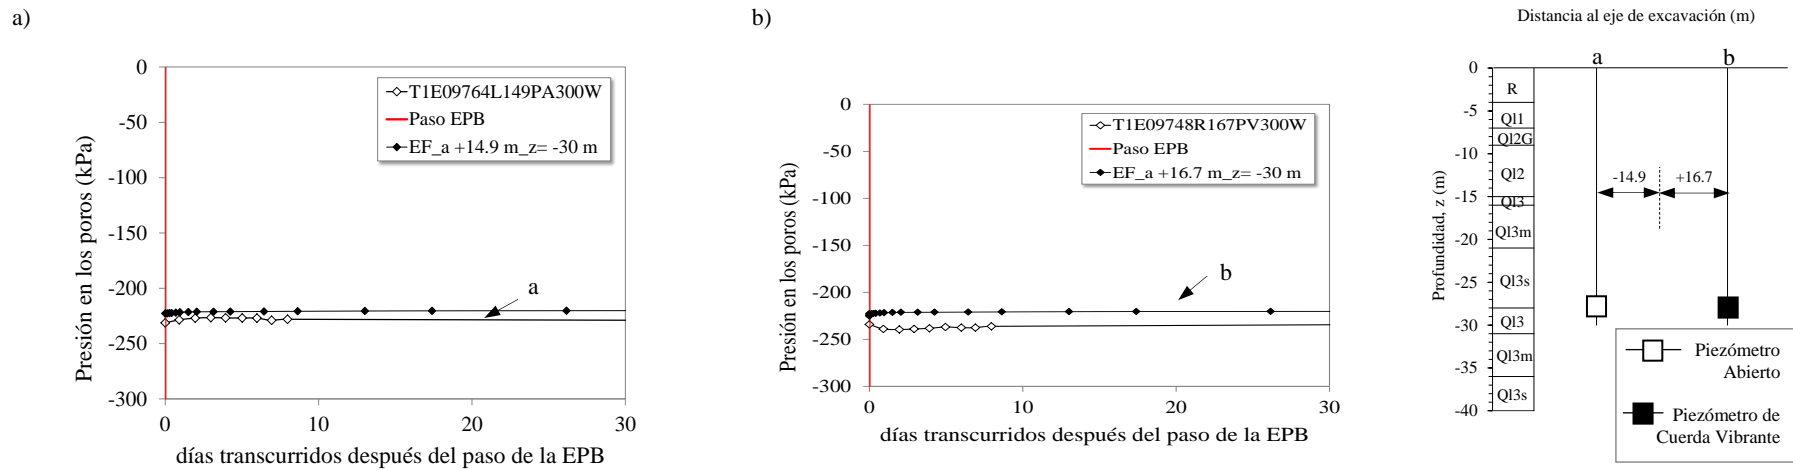 a)
0
-50
-100
-150
-200
-250
-300
Presión en los poros (kPa)
T1E09764L149PA300W
Paso EPB
EF_a +14.9 m_z= -30 m
a
0
10
20
30
días transcurridos después del paso de la EPB
b)
0
-50
-100
-150
-200
-250
-300
Presión en los poros (kPa)
T1E09748R167PV300W
Paso EPB
EF_a +16.7 m_z= -30 m
b
0
10
20
30
días transcurridos después del paso de la EPB
Distancia al eje de excavación (m)
a
b
0
-5
-10
-15
-20
-25
-30
-35
-40
Profundidad, z (m)
R
Ql1
Ql2G
Ql2
Ql3
Ql3m
Ql3s
Ql3
Ql3m
Ql3s
-14.9
+16.7
Piezómetro
Abierto
Piezómetro de
Cuerda Vibrante